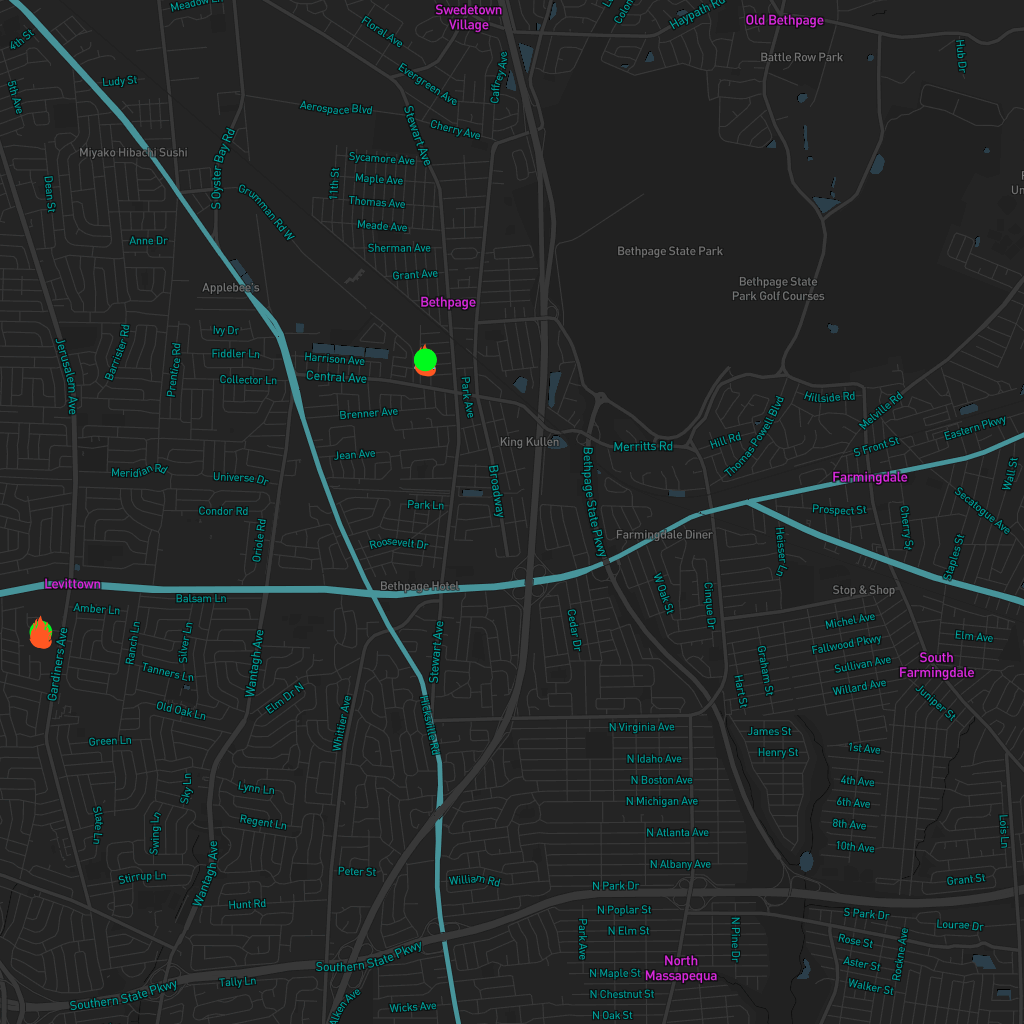 Meadow Ln
Swedetown
Village
Colon
Haypath Rd
Old Bethpage
4th St
Floral Ave
Battle Row Park
Hub Dr
5th Ave
Ludy St
Evergreen Ave
Caffrey Ave
Aerospace Blvd
Cherry Ave
Stewart Ave
Miyako Hibachi Sushi
S Oyster Bay Rd
Sycamore Ave
Dean St
11th St
Maple Ave
Thomas Ave
Grumman Rd W
Meade Ave
Anne Dr
Sherman Ave
Bethpage State Park
Grant Ave
Applebee's
Bethpage State
Park Golf Courses
Bethpage
Ivy Dr
Barrister Rd
Fiddler Ln
Harrison Ave
Jerusalem Ave
Prentice Rd
Collector Ln
Central Ave
Park Ave
Brenner Ave
Hillside Rd
Melville Rd
Thomas Powell Blvd
Eastern Pkwy
King Kullen
Merritts Rd
Hill Rd
S Front St
Jean Ave
Meridian Rd
Universe Dr
Broadway
Bethpage State Pkwy
Farmingdale
Wall St
Park Ln
Condor Rd
Prospect St
Secatogue Ave
Cherry St
Oriole Rd
Roosevelt Dr
Farmingdale Diner
Heisser Ln
Staples St
Levittown
Bethpage Hotel
W Oak St
Cinque Dr
Stop & Shop
Balsam Ln
Amber Ln
Cedar Dr
Michel Ave
Elm Ave
Ranch Ln
Silver Ln
Fallwood Pkwy
Gardiners Ave
Wantagh Ave
Stewart Ave
Graham St
Sullivan Ave
South
Farmingdale
Tanners Ln
Hart St
Willard Ave
Elm Dr N
Juniper St
Old Oak Ln
Whittier Ave
Hicksville Rd
N Virginia Ave
James St
Green Ln
Henry St
1st Ave
N Idaho Ave
Sky Ln
Lynn Ln
N Boston Ave
4th Ave
N Michigan Ave
6th Ave
Slate Ln
Swing Ln
Regent Ln
N Atlanta Ave
8th Ave
Lois Ln
10th Ave
Wantagh Ave
Peter St
N Albany Ave
Stirrup Ln
William Rd
N Park Dr
Grant St
Hunt Rd
N Poplar St
S Park Dr
Lourae Dr
Park Ave
N Elm St
N Pine Dr
Rose St
Rockne Ave
Southern State Pkwy
North
Massapequa
Aster St
N Maple St
Tally Ln
Walker St
Southern State Pkwy
N Chestnut St
Alken Ave
Wicks Ave
N Oak St